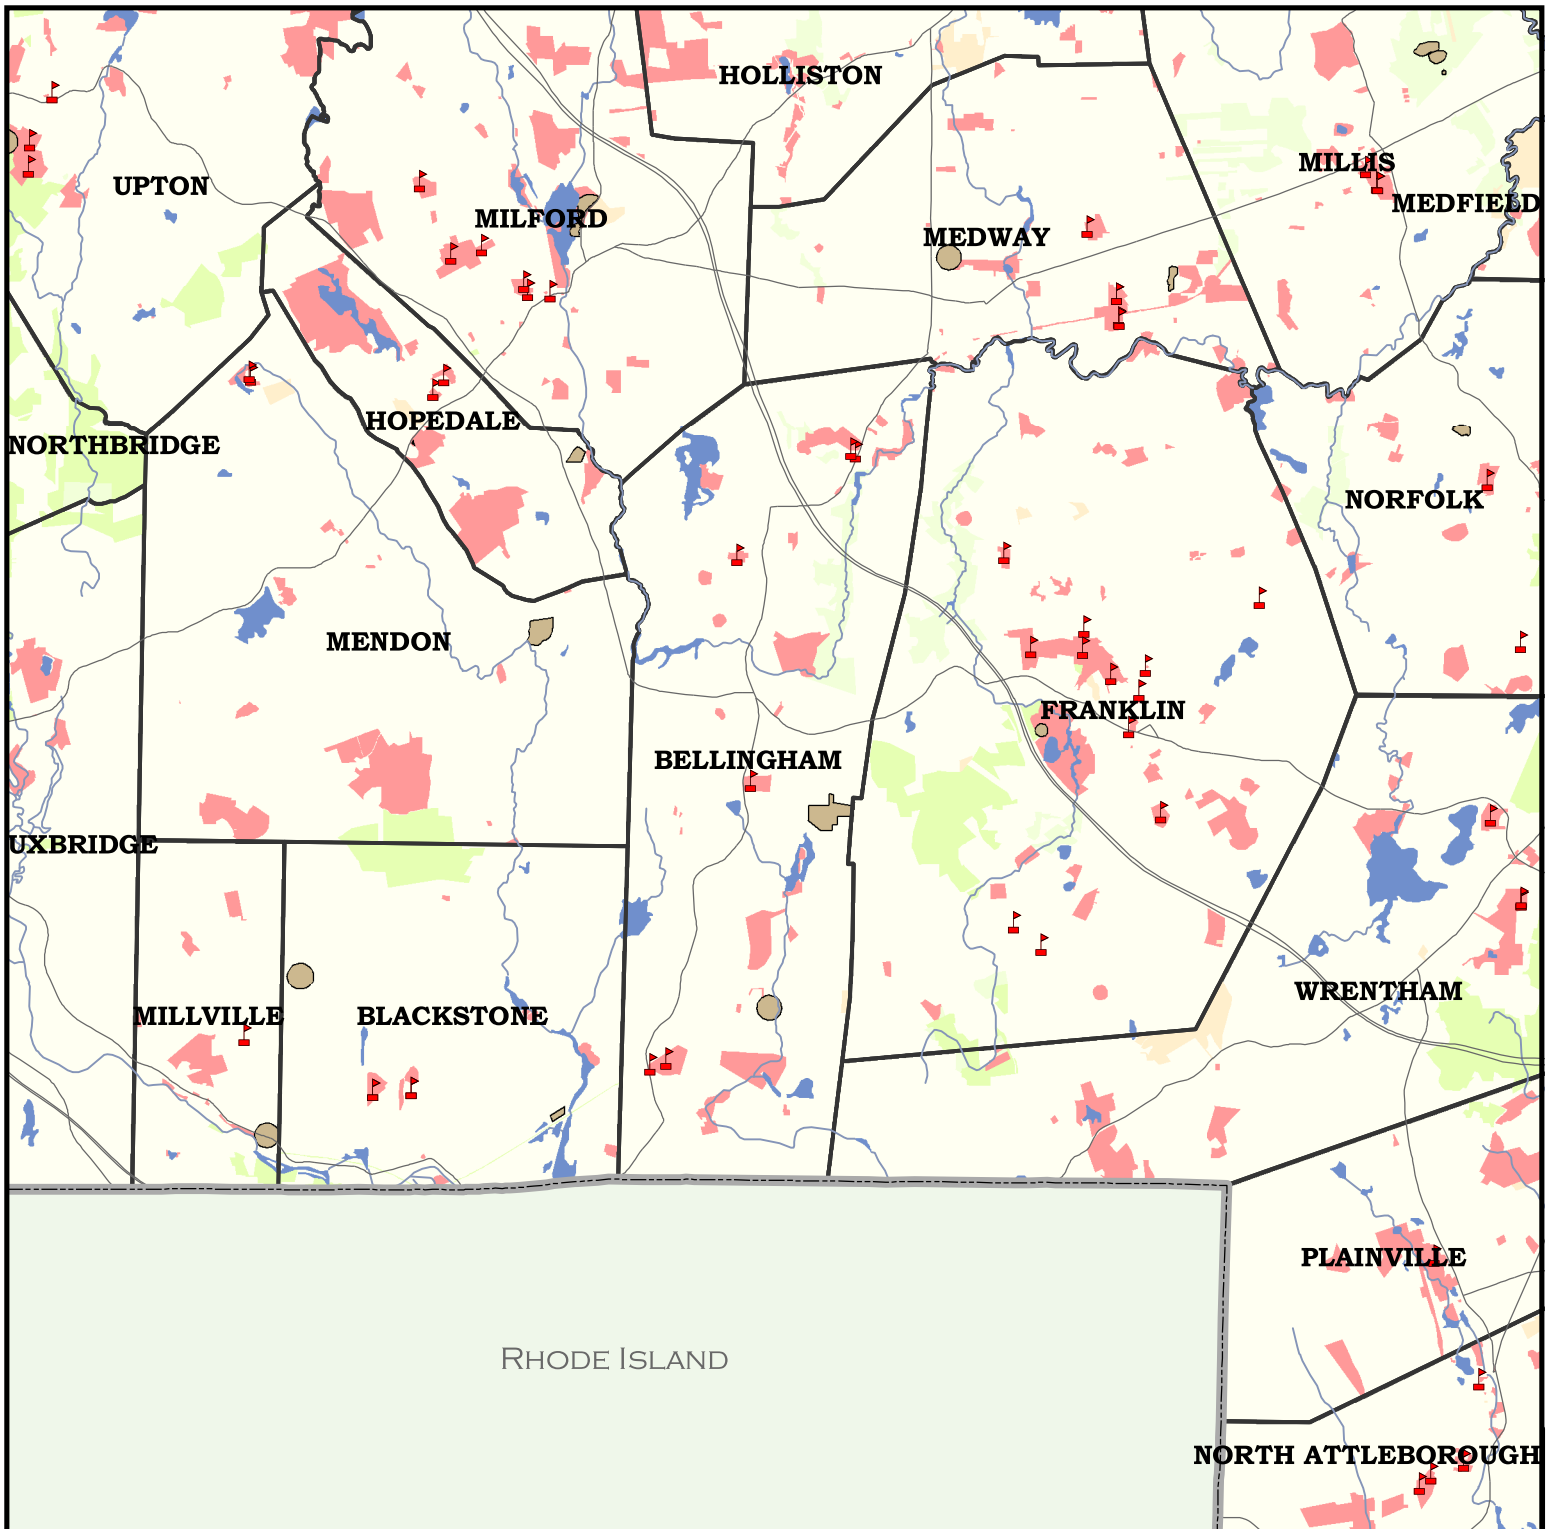 HOLLISTON
MILLIS
UPTON
MEDFIELD
MILFORD
MEDWAY
HOPEDALE
NORTHBRIDGE
NORFOLK
MENDON
FRANKLIN
BELLINGHAM
UXBRIDGE
WRENTHAM
MILLVILLE
BLACKSTONE
PLAINVILLE
RHODE ISLAND
NORTH ATTLEBOROUGH